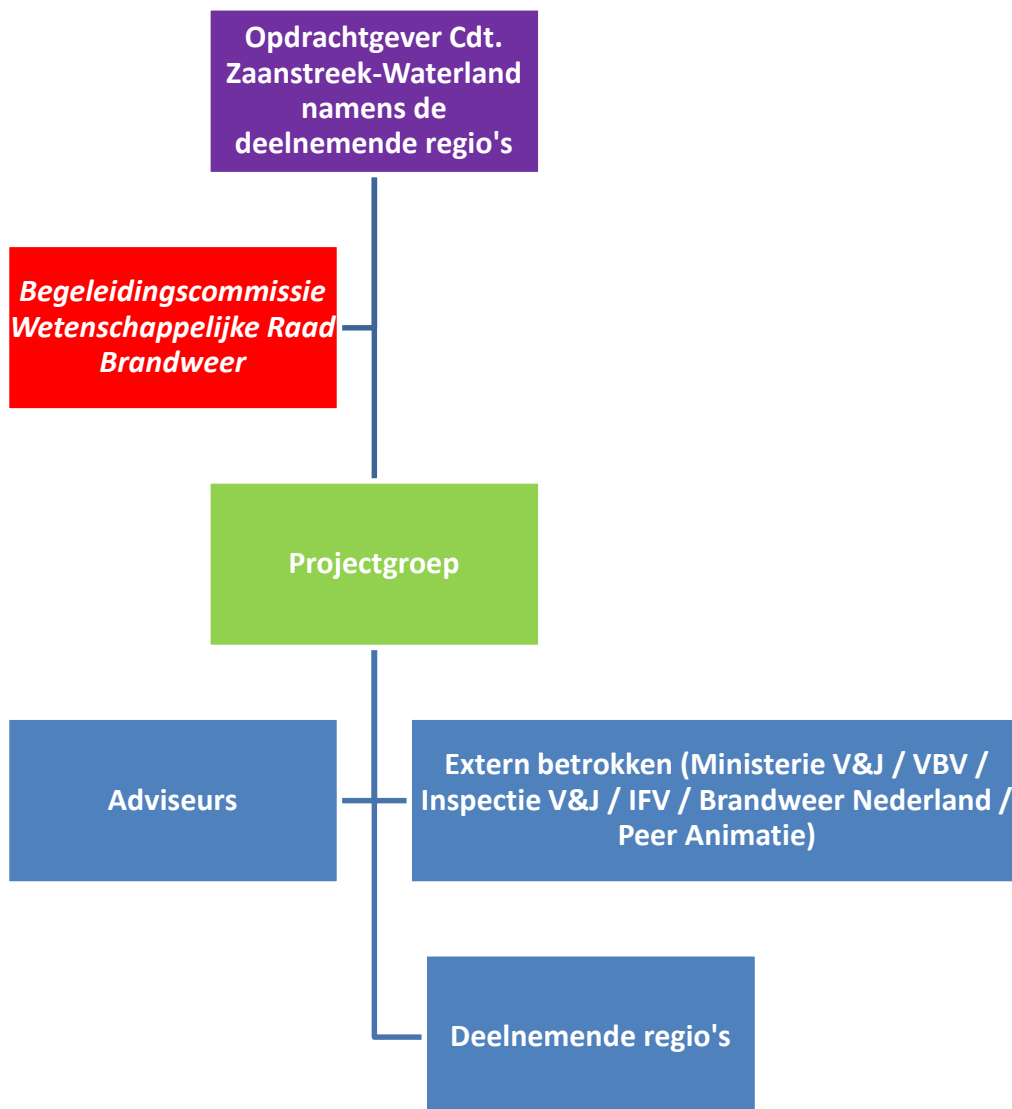 Opdrachtgever Cdt.
Zaanstreek-Waterland
namens de
deelnemende regio's
Begeleidingscommissie
Wetenschappelijke Raad
Brandweer
Projectgroep
Adviseurs
Extern betrokken (Ministerie V&J / VBV /
Inspectie V&J / IFV / Brandweer Nederland /
Peer Animatie)
Deelnemende regio's